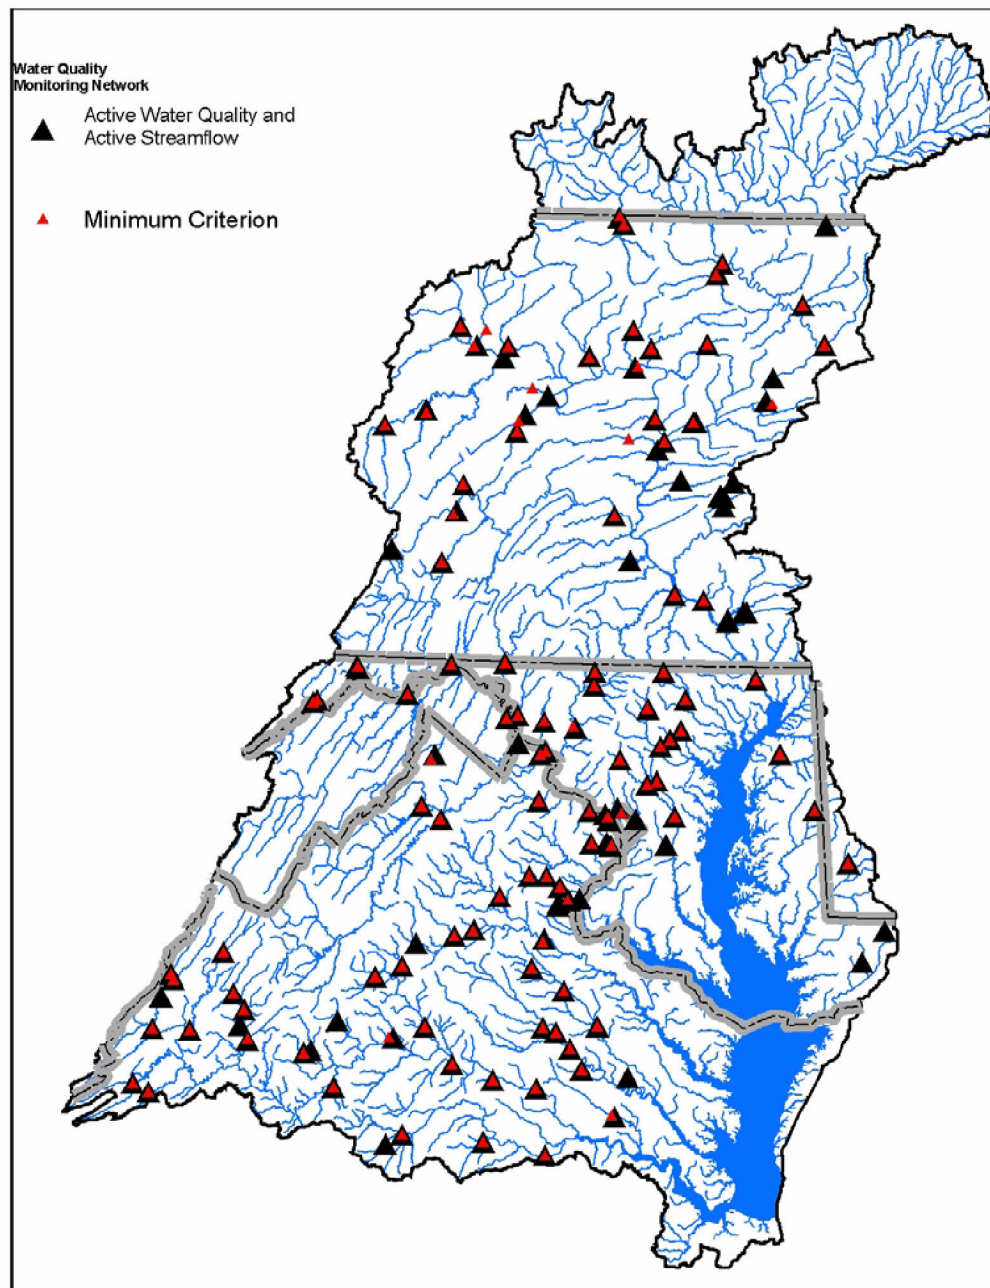 Water Quality
Monitoring Network
Active Water Quality and
Active Streamflow
Minimum Criterion